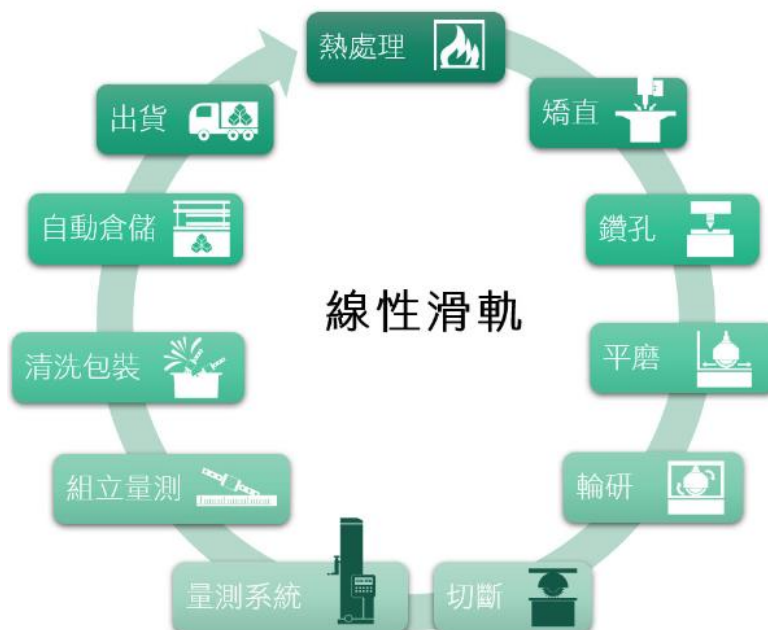 熱處理
矯直
鑽孔
平磨
輪研
切斷
量測系統
組立量測
清洗包裝
自動倉儲
出貨
線性滑軌